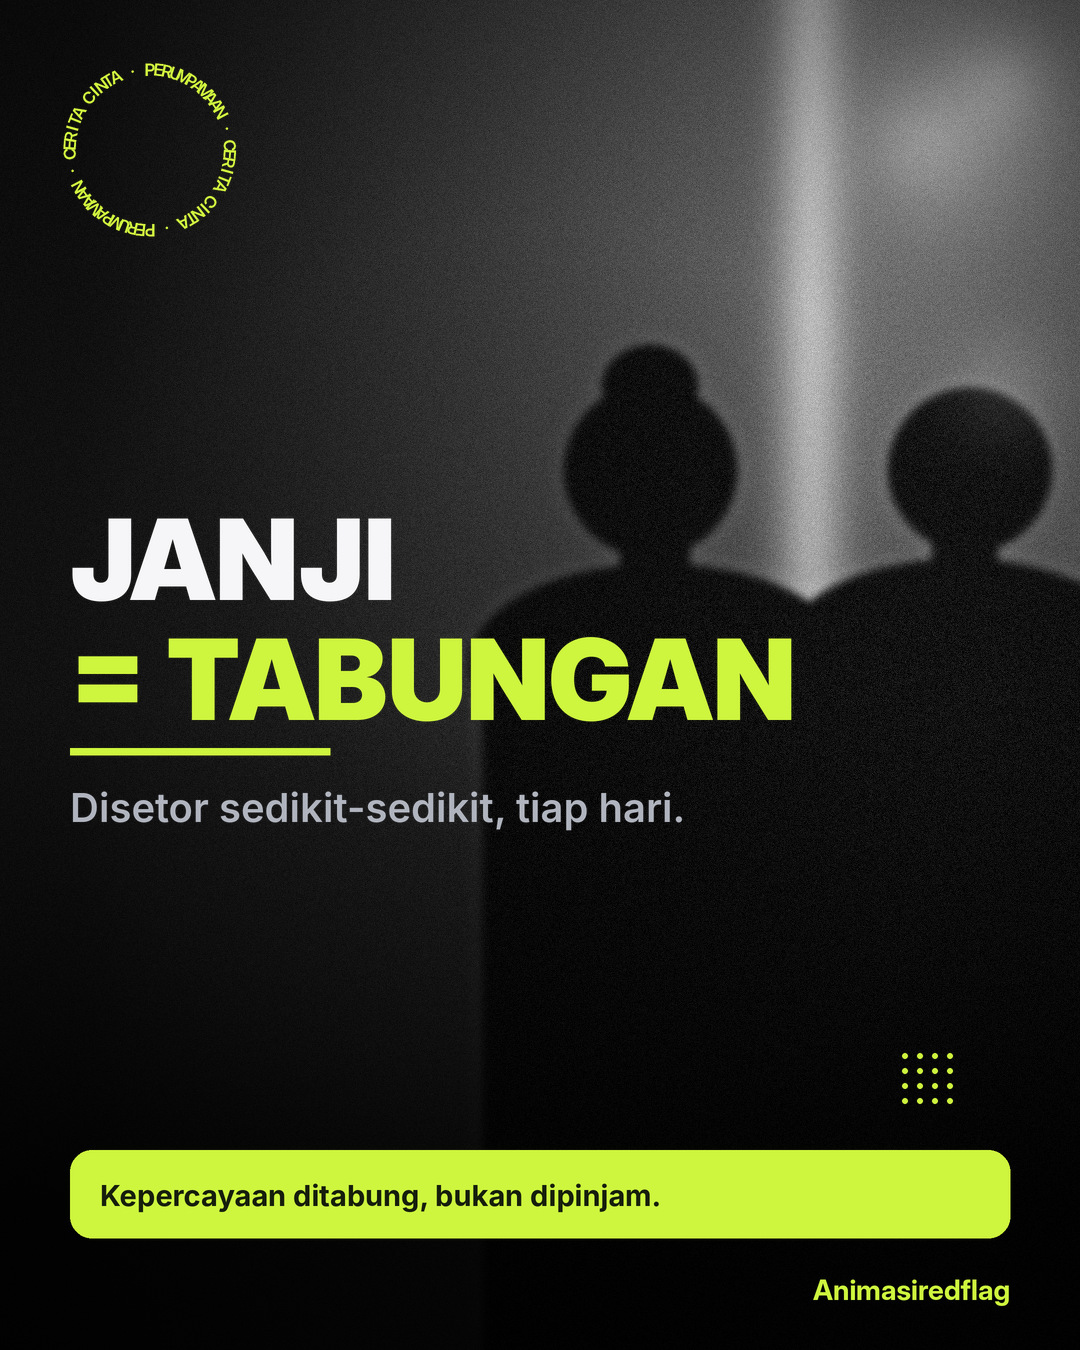 PERUMPAMAAN · CERITA CINTA · PERUMPAMAAN · CERITA CINTA ·
JANJI
= TABUNGAN
Disetor sedikit-sedikit, tiap hari.
Kepercayaan ditabung, bukan dipinjam.
Animasiredflag